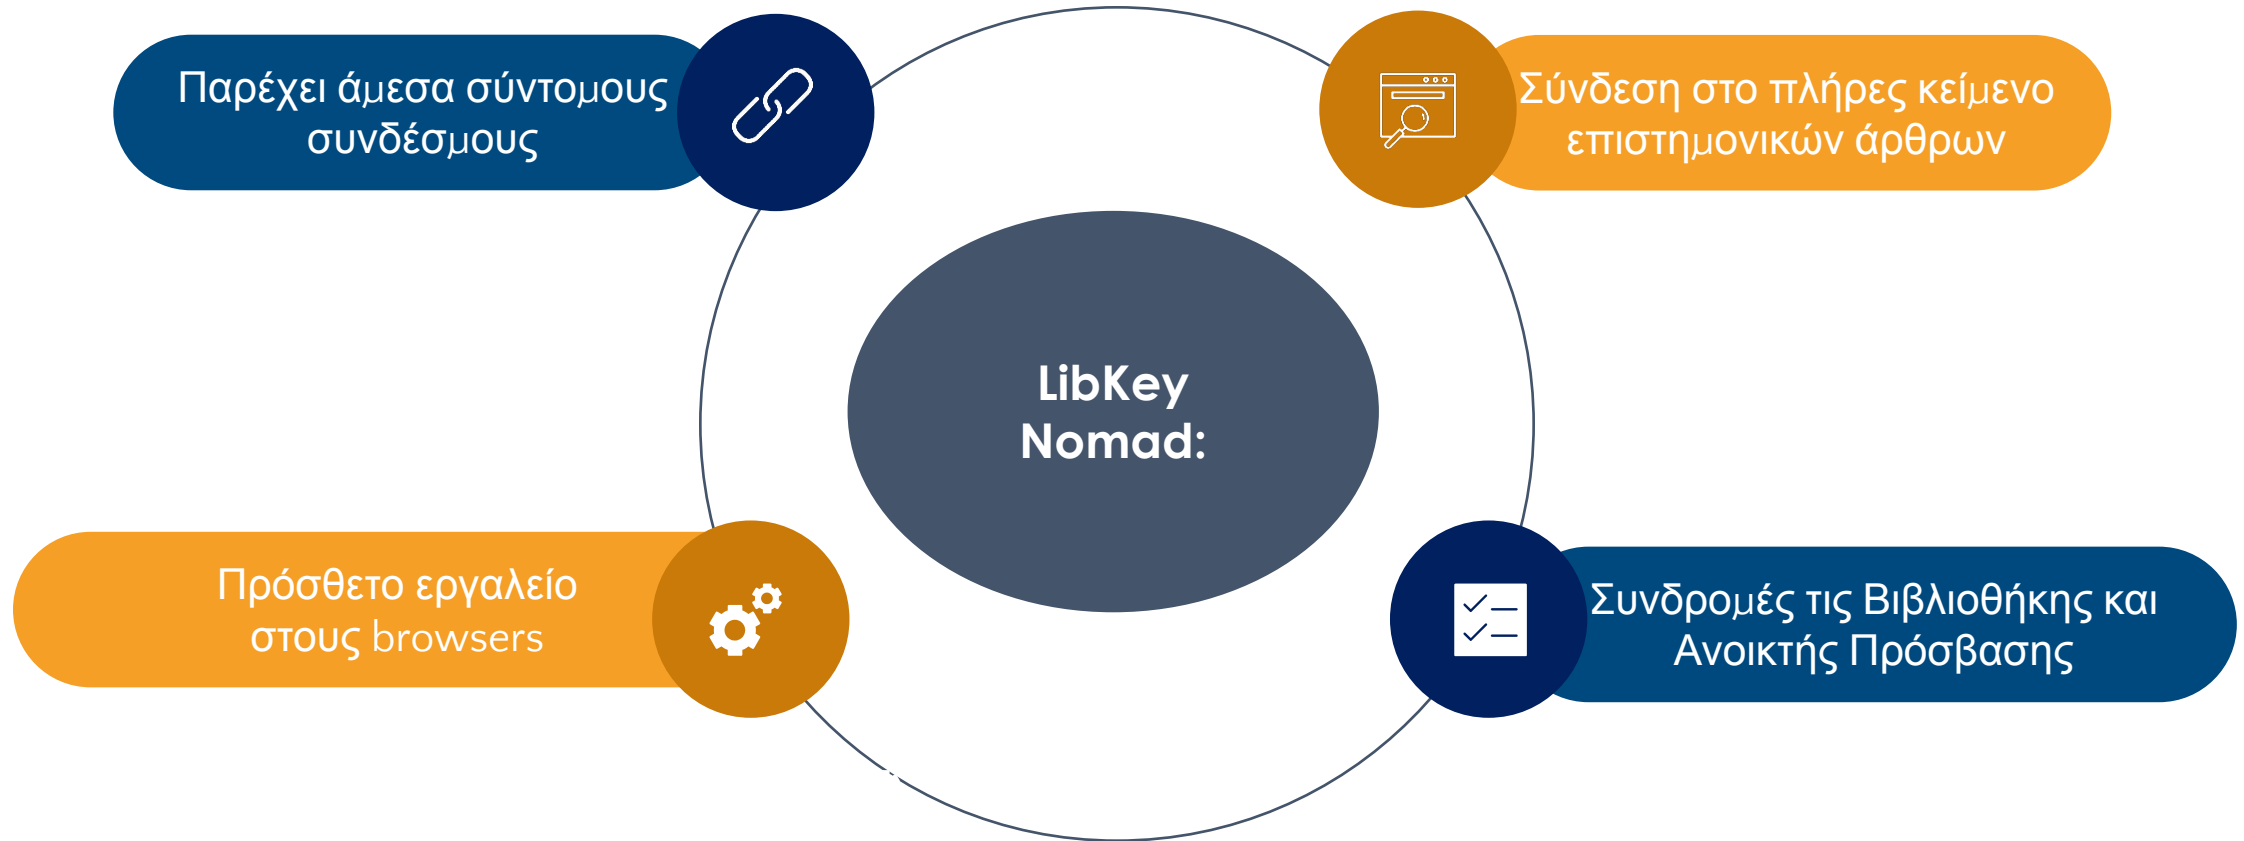 Παρέχει άμεσα σύντομους
συνδέσμους
Σύνδεση στο πλήρες κείμενο
επιστημονικών άρθρων
LibKey
Nomad:
Πρόσθετο εργαλείο
στους browsers
Συνδρομές τις Βιβλιοθήκης και
Ανοικτής Πρόσβασης